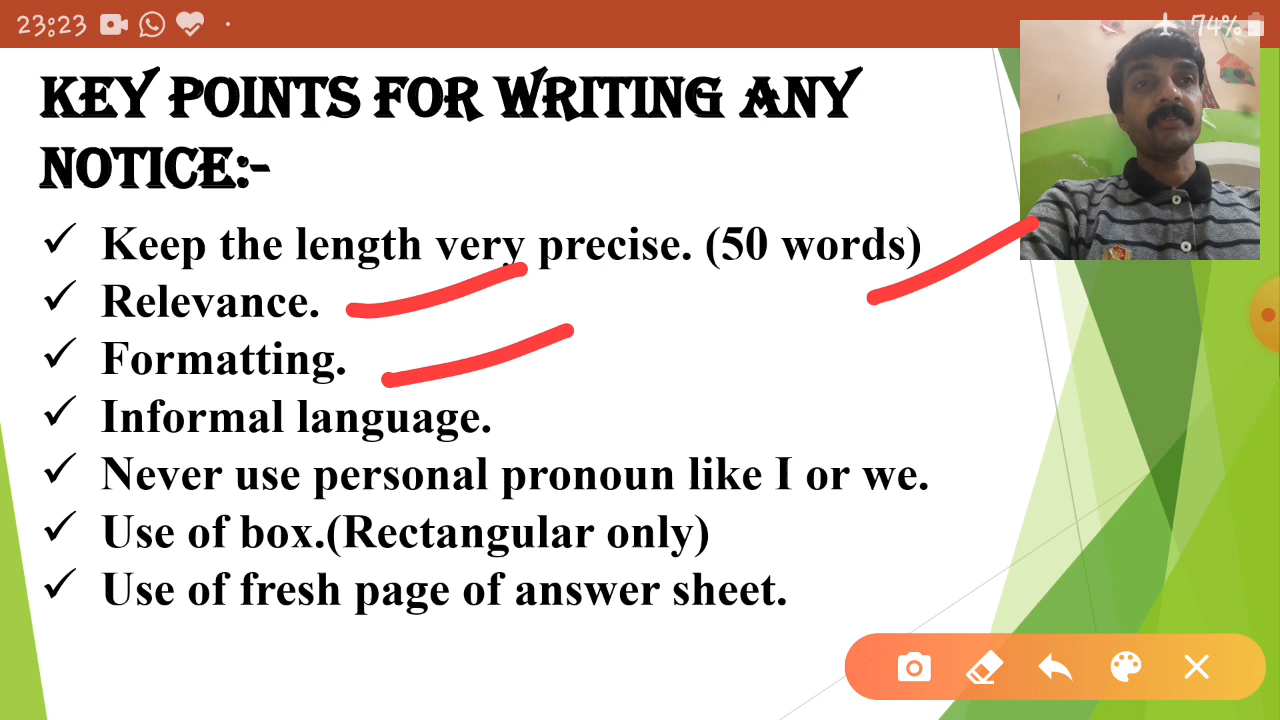 23:23
74%
KEY POINTS FOR WRITING ANY
NOTICE:-
✓ Keep the length very precise. (50 words)
✓ Relevance.
✓ Formatting.
✓ Informal language.
✓ Never use personal pronoun like I or we.
✓ Use of box.(Rectangular only)
✓ Use of fresh page of answer sheet.